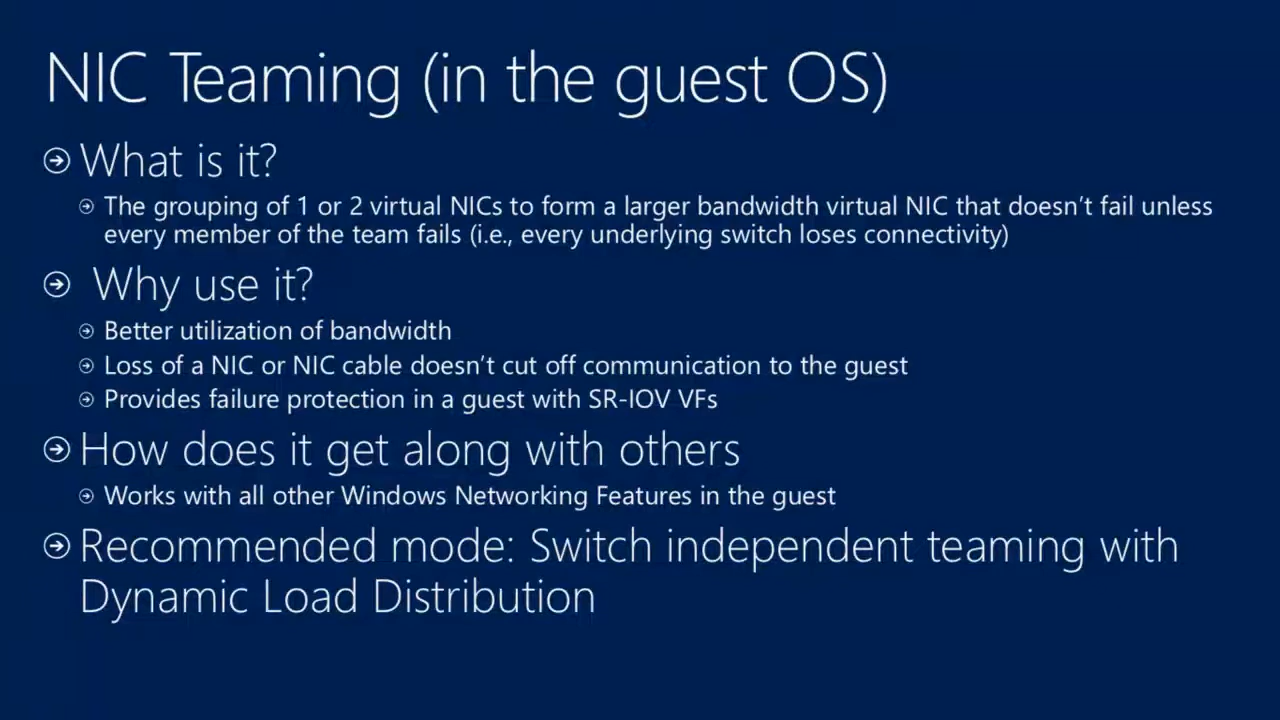 NIC Teaming (in the guest OS)
What is it?
The grouping of 1 or 2 virtual NICs to form a larger bandwidth virtual NIC that doesn't fail unless
every member of the team fails (i.e., every underlying switch loses connectivity)
Why use it?
Better utilization of bandwidth
Loss of a NIC or NIC cable doesn't cut off communication to the guest
Provides failure protection in a guest with SR-IOV VFs
How does it get along with others
Works with all other Windows Networking Features in the guest
Recommended mode: Switch independent teaming with
Dynamic Load Distribution